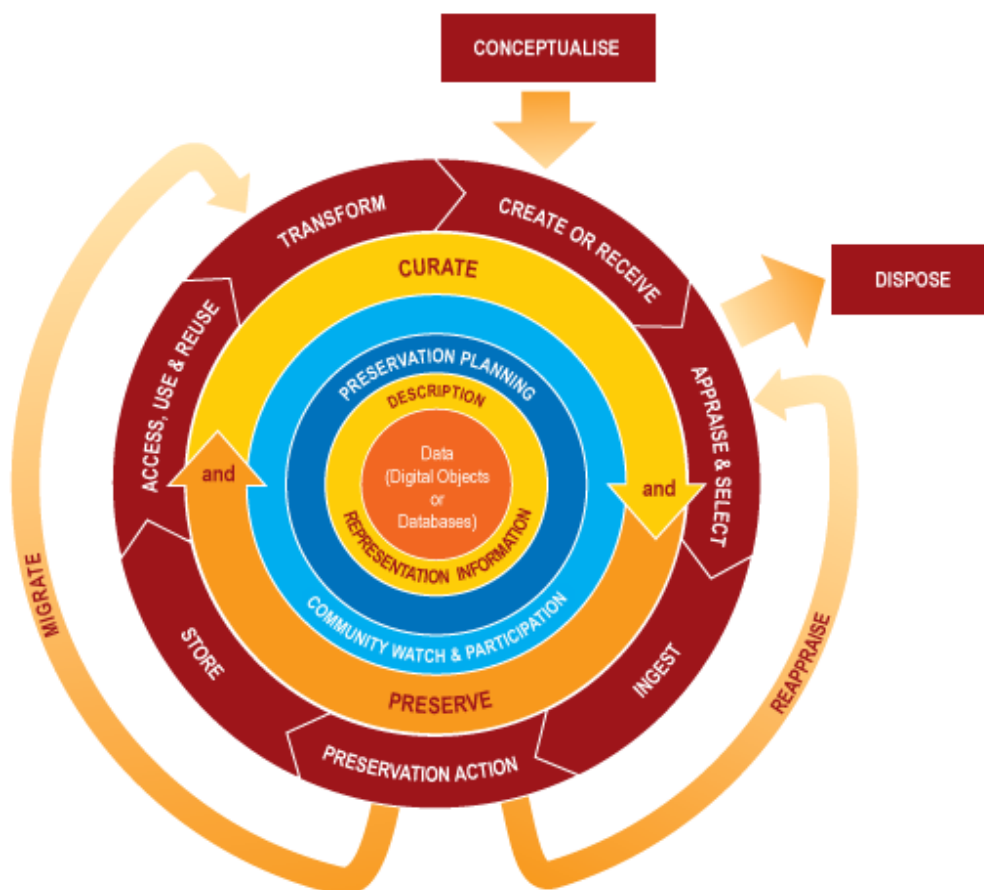 CONCEPTUALISE
DISPOSE
TRANSFORM
CREATE OR RECEIVE
APPRAISE & SELECT
INGEST
PRESERVATION ACTION
STORE
ACCESS, USE & REUSE
MIGRATE
REAPPRAISE
CURATE
and
PRESERVE
and
COMMUNITY WATCH & PARTICIPATION
PRESERVATION PLANNING
DESCRIPTION
REPRESENTATION INFORMATION
Data
(Digital Objects
or
Databases)